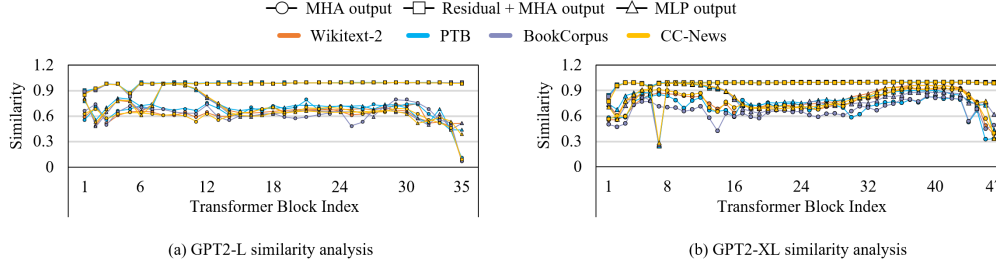 MHA output Residual + MHA output MLP output
Wikitext-2 PTB BookCorpus CC-News
1.2
0.9
0.6
0.3
0
Similarity
1 6 12 18 24 30 35
Transformer Block Index
(a) GPT2-L similarity analysis
1.2
0.9
0.6
0.3
0
Similarity
1 8 16 24 32 40 47
Transformer Block Index
(b) GPT2-XL similarity analysis